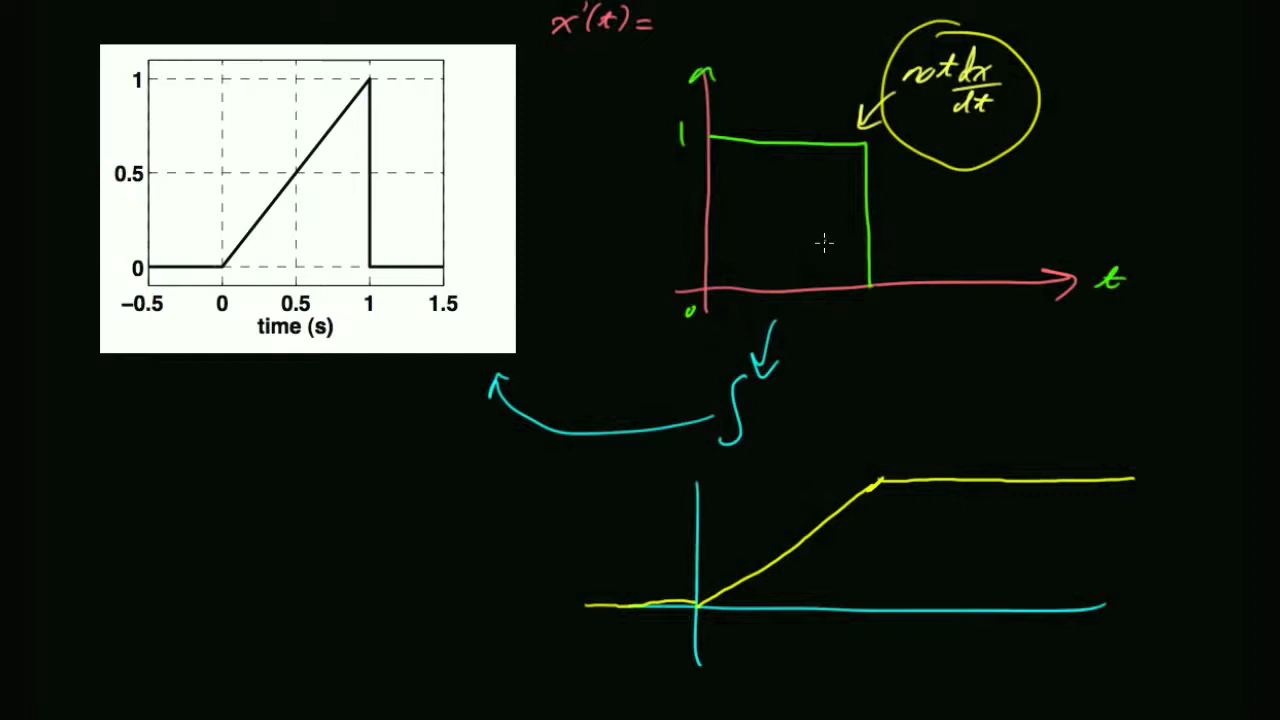 x'(t) =
1
0.5
0
−0.5 0 0.5 1 1.5
time (s)
not dx/dt
1
0
t
∫